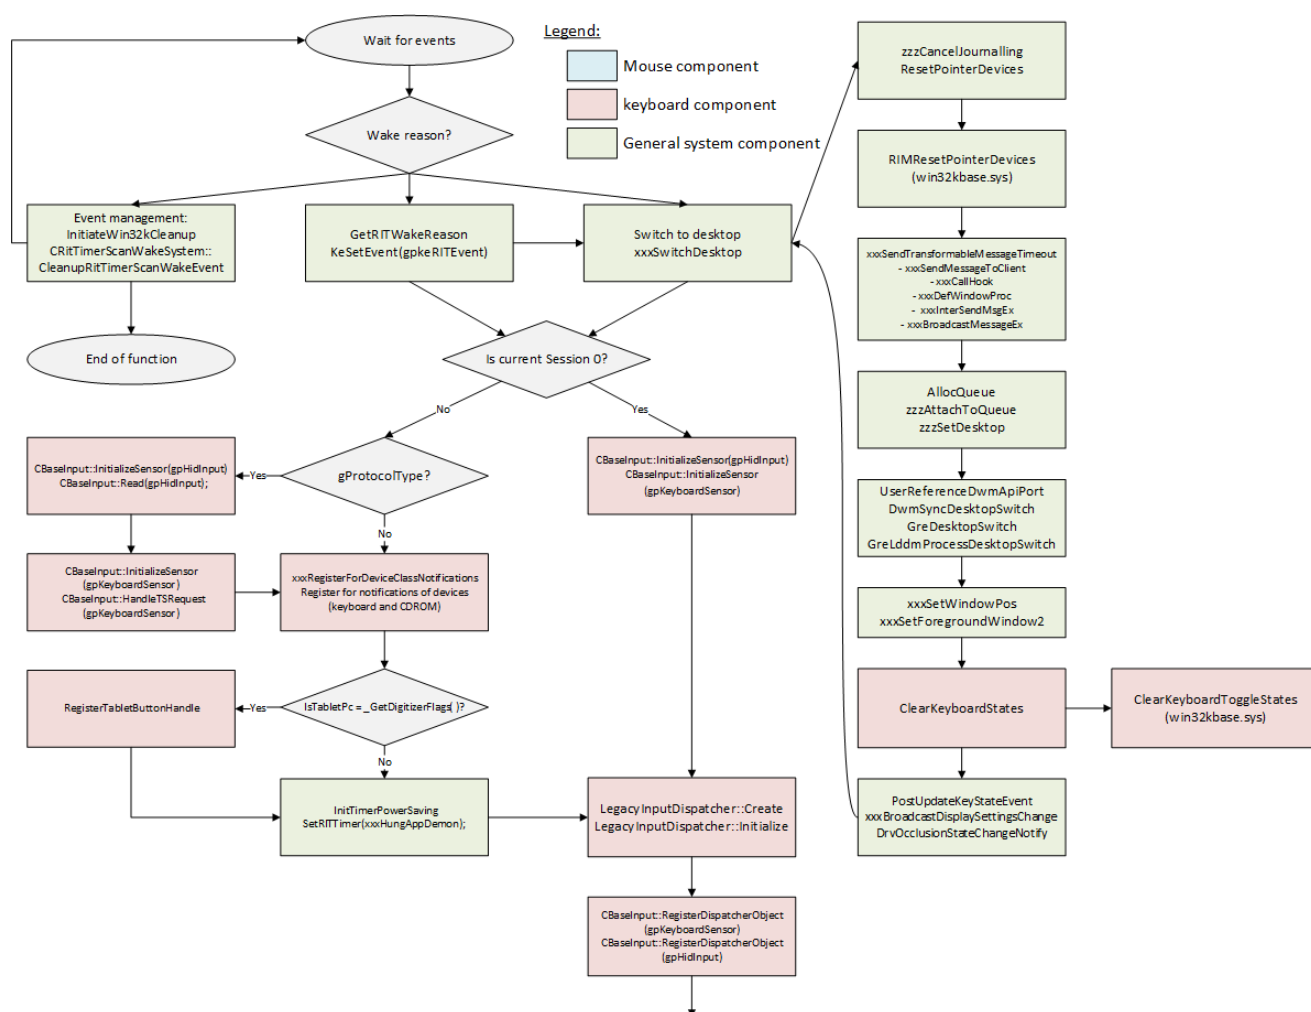 Wait for events
Legend:
Mouse component
keyboard component
General system component
Wake reason?
Event management:
InitiateWin32kCleanup
CRitTimerScanWakeSystem::
CleanupRitTimerScanWakeEvent
GetRITWakeReason
KeSetEvent(gpkeRITEvent)
Switch to desktop
xxxSwitchDesktop
End of function
Is current Session 0?
No
Yes
CBaseInput::InitializeSensor(gpHidInput)
CBaseInput::Read(gpHidInput);
Yes
gProtocolType?
No
CBaseInput::InitializeSensor(gpHidInput)
CBaseInput::InitializeSensor
(gpKeyboardSensor)
CBaseInput::InitializeSensor
(gpKeyboardSensor)
CBaseInput::HandleTSRequest
(gpKeyboardSensor)
xxxRegisterForDeviceClassNotifications
Register for notifications of devices
(keyboard and CDROM)
RegisterTabletButtonHandle
Yes
IsTabletPc = _GetDigitizerFlags( )?
No
InitTimerPowerSaving
SetRITTimer(xxxHungAppDemon);
LegacyInputDispatcher::Create
LegacyInputDispatcher::Initialize
CBaseInput::RegisterDispatcherObject
(gpKeyboardSensor)
CBaseInput::RegisterDispatcherObject
(gpHidInput)
zzzCancelJournalling
ResetPointerDevices
RIMResetPointerDevices
(win32kbase.sys)
xxxSendTransformableMessageTimeout
- xxxSendMessageToClient
- xxxCallHook
- xxxDefWindowProc
- xxxInterSendMsgEx
- xxxBroadcastMessageEx
AllocQueue
zzzAttachToQueue
zzzSetDesktop
UserReferenceDwmApiPort
DwmSyncDesktopSwitch
GreDesktopSwitch
GreLddmProcessDesktopSwitch
xxxSetWindowPos
xxxSetForegroundWindow2
ClearKeyboardStates
ClearKeyboardToggleStates
(win32kbase.sys)
PostUpdateKeyStateEvent
xxxBroadcastDisplaySettingsChange
DrvOcclusionStateChangeNotify